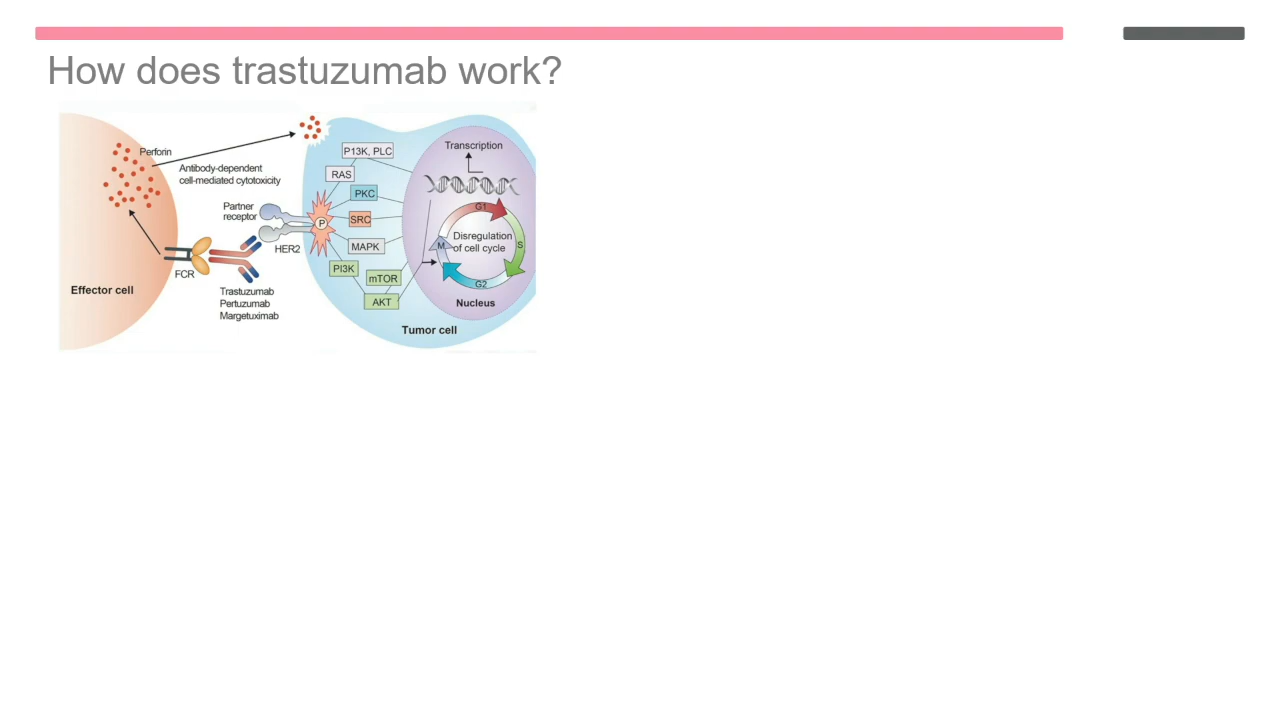 How does trastuzumab work?
Perforin
Antibody-dependent
cell-mediated cytotoxicity
Partner
receptor
HER2
FCR
Effector cell
Trastuzumab
Pertuzumab
Margetuximab
P13K, PLC
RAS
PKC
P
SRC
MAPK
PI3K
mTOR
AKT
Tumor cell
Transcription
G1
M
Disregulation
of cell cycle
S
G2
Nucleus